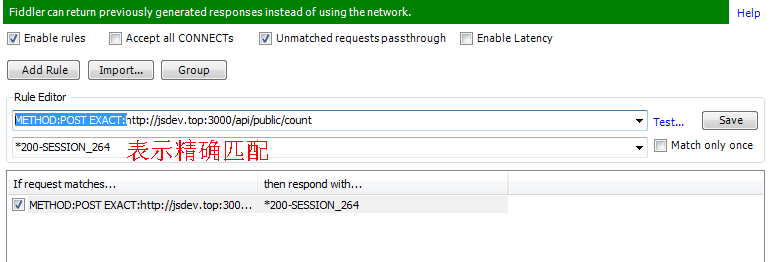 Fiddler can return previously generated responses instead of using the network.
Help
Enable rules Accept all CONNECTs Unmatched requests passthrough Enable Latency
Add Rule Import... Group
Rule Editor
METHOD:POST EXACT:http://jsdev.top:3000/api/public/count
Test... Save
*200-SESSION_264 表示精确匹配
Match only once
If request matches... then respond with...
METHOD:POST EXACT:http://jsdev.top:300... *200-SESSION_264